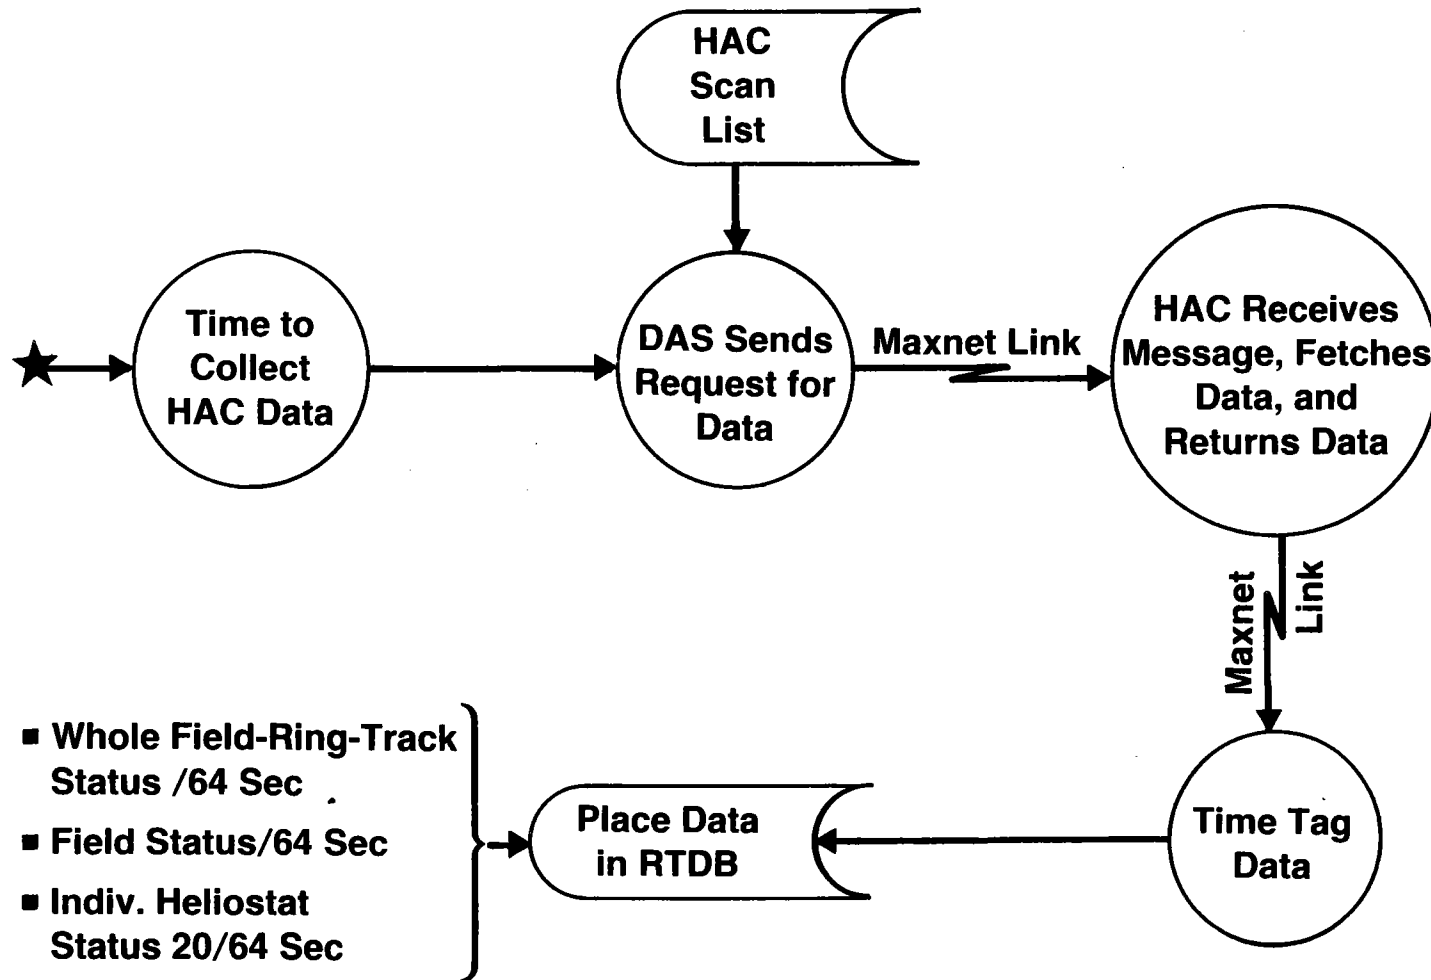 HAC
Scan
List
Time to
Collect
HAC Data
DAS Sends
Request for
Data
Maxnet Link
HAC Receives
Message, Fetches
Data, and
Returns Data
Maxnet
Link
Time Tag
Data
Place Data
in RTDB
■ Whole Field-Ring-Track
Status /64 Sec
■ Field Status/64 Sec
■ Indiv. Heliostat
Status 20/64 Sec